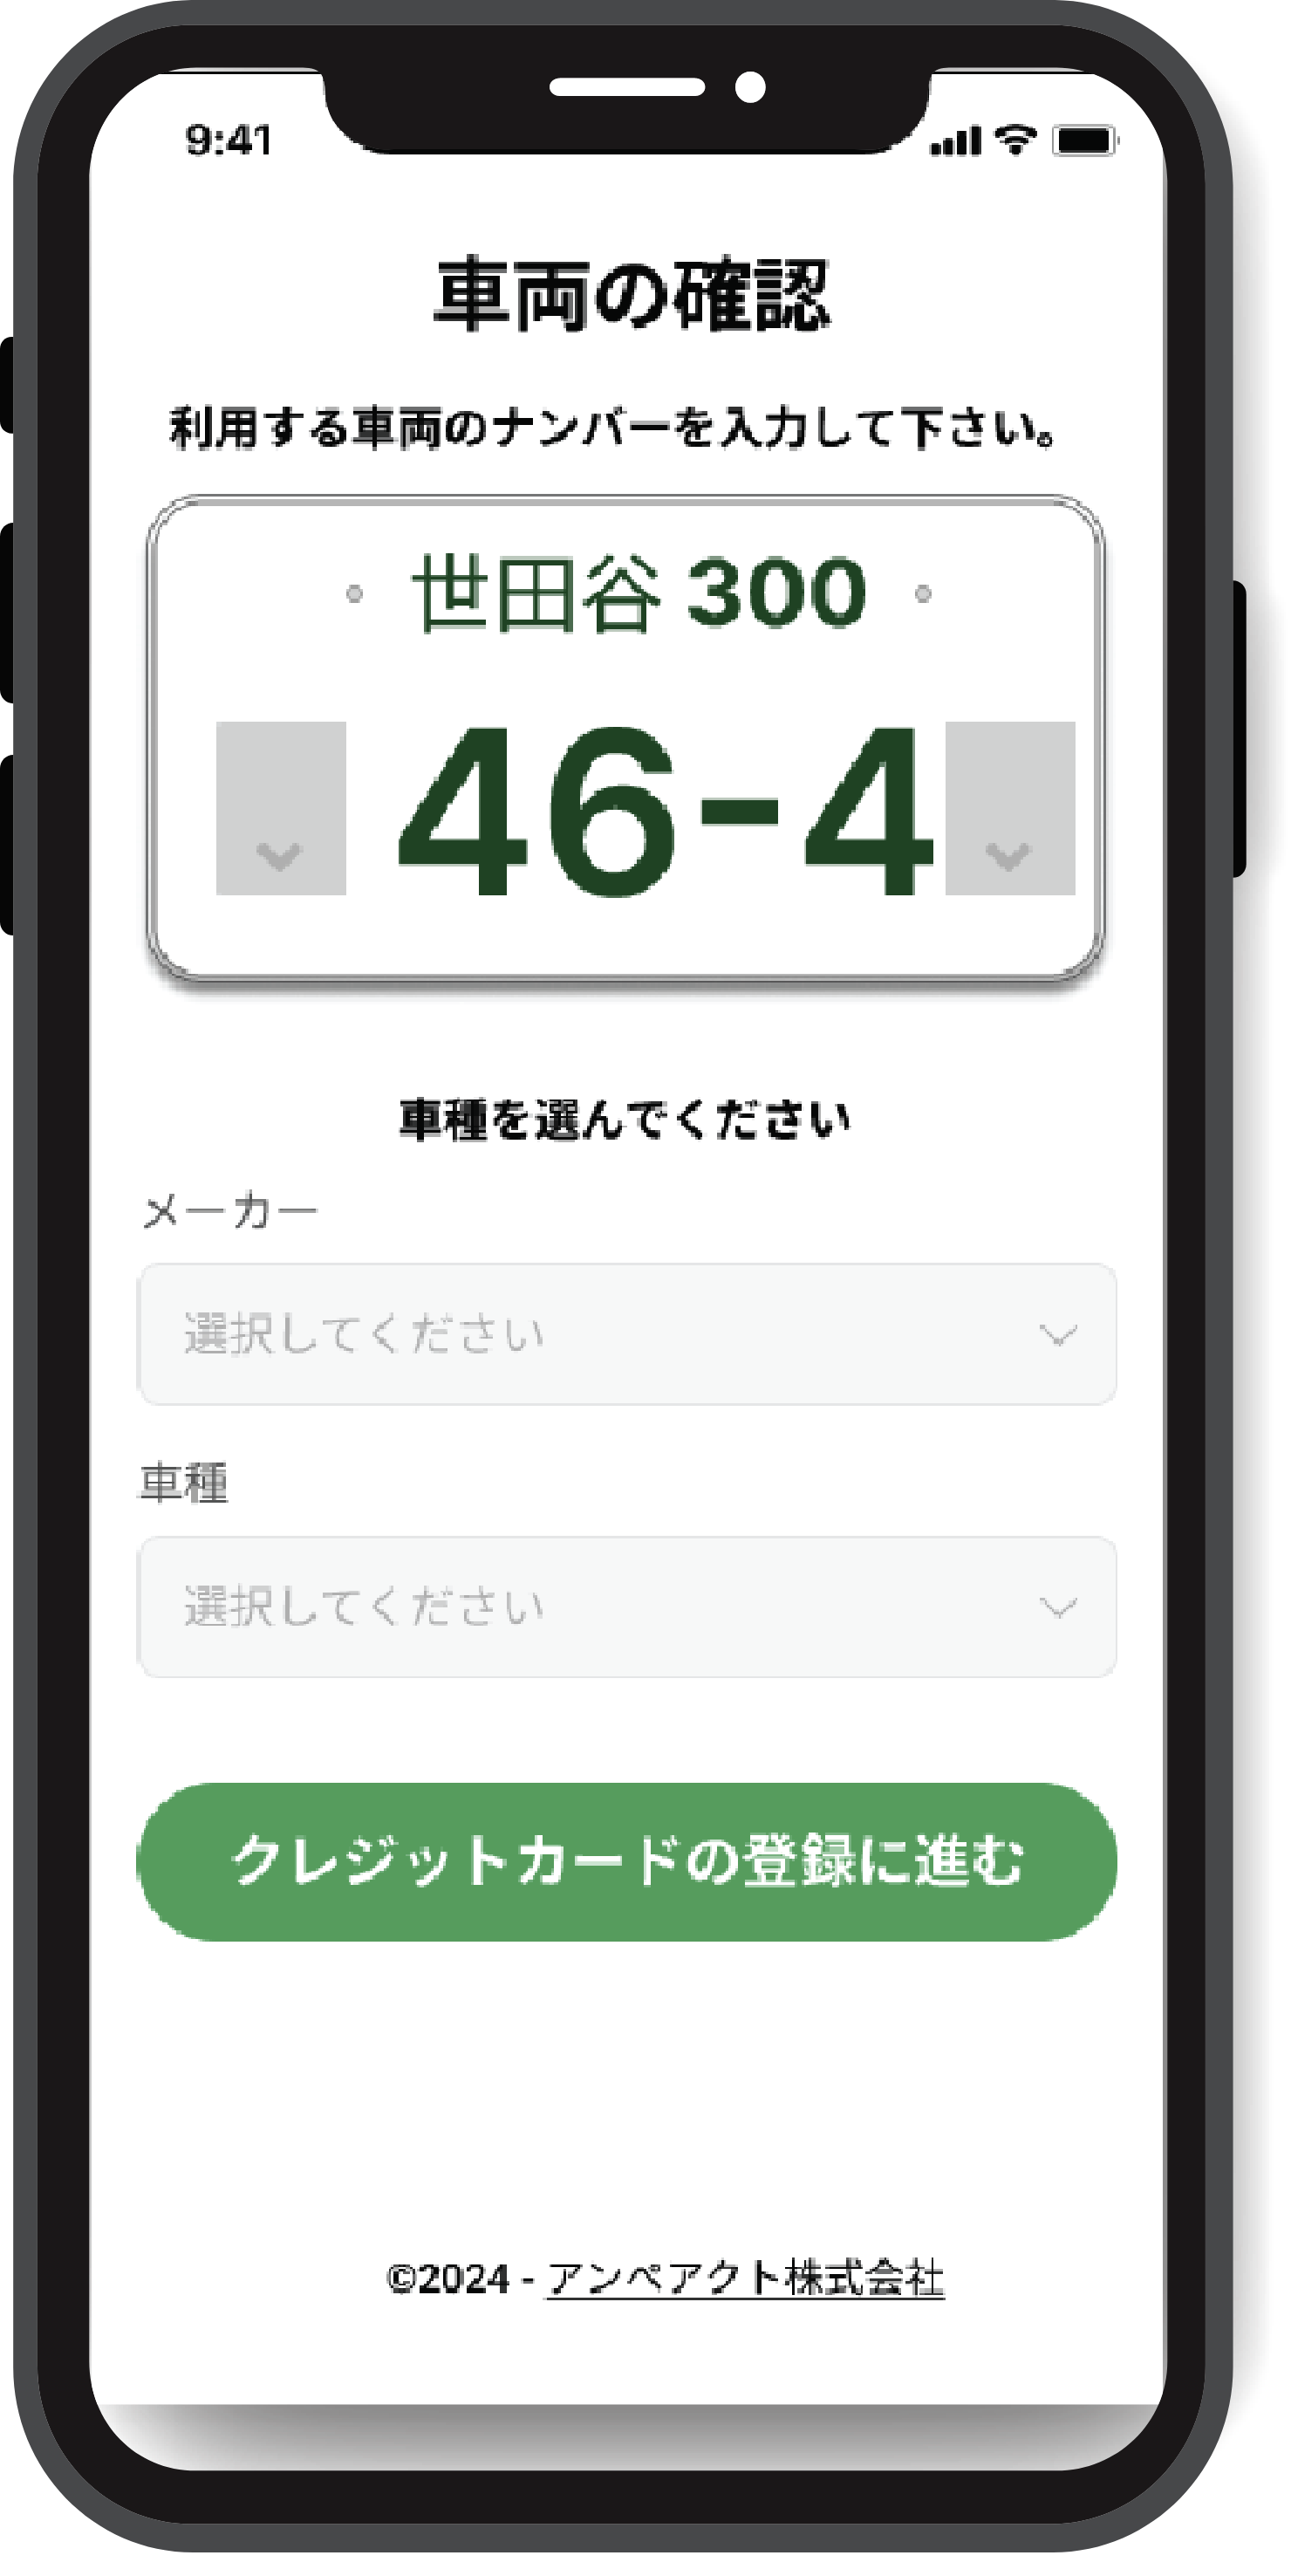 9:41
車両の確認
利用する車両のナンバーを入力して下さい。
世田谷 300
46-4
車種を選んでください
メーカー
選択してください
車種
選択してください
クレジットカードの登録に進む
©2024 - アンペアクト株式会社